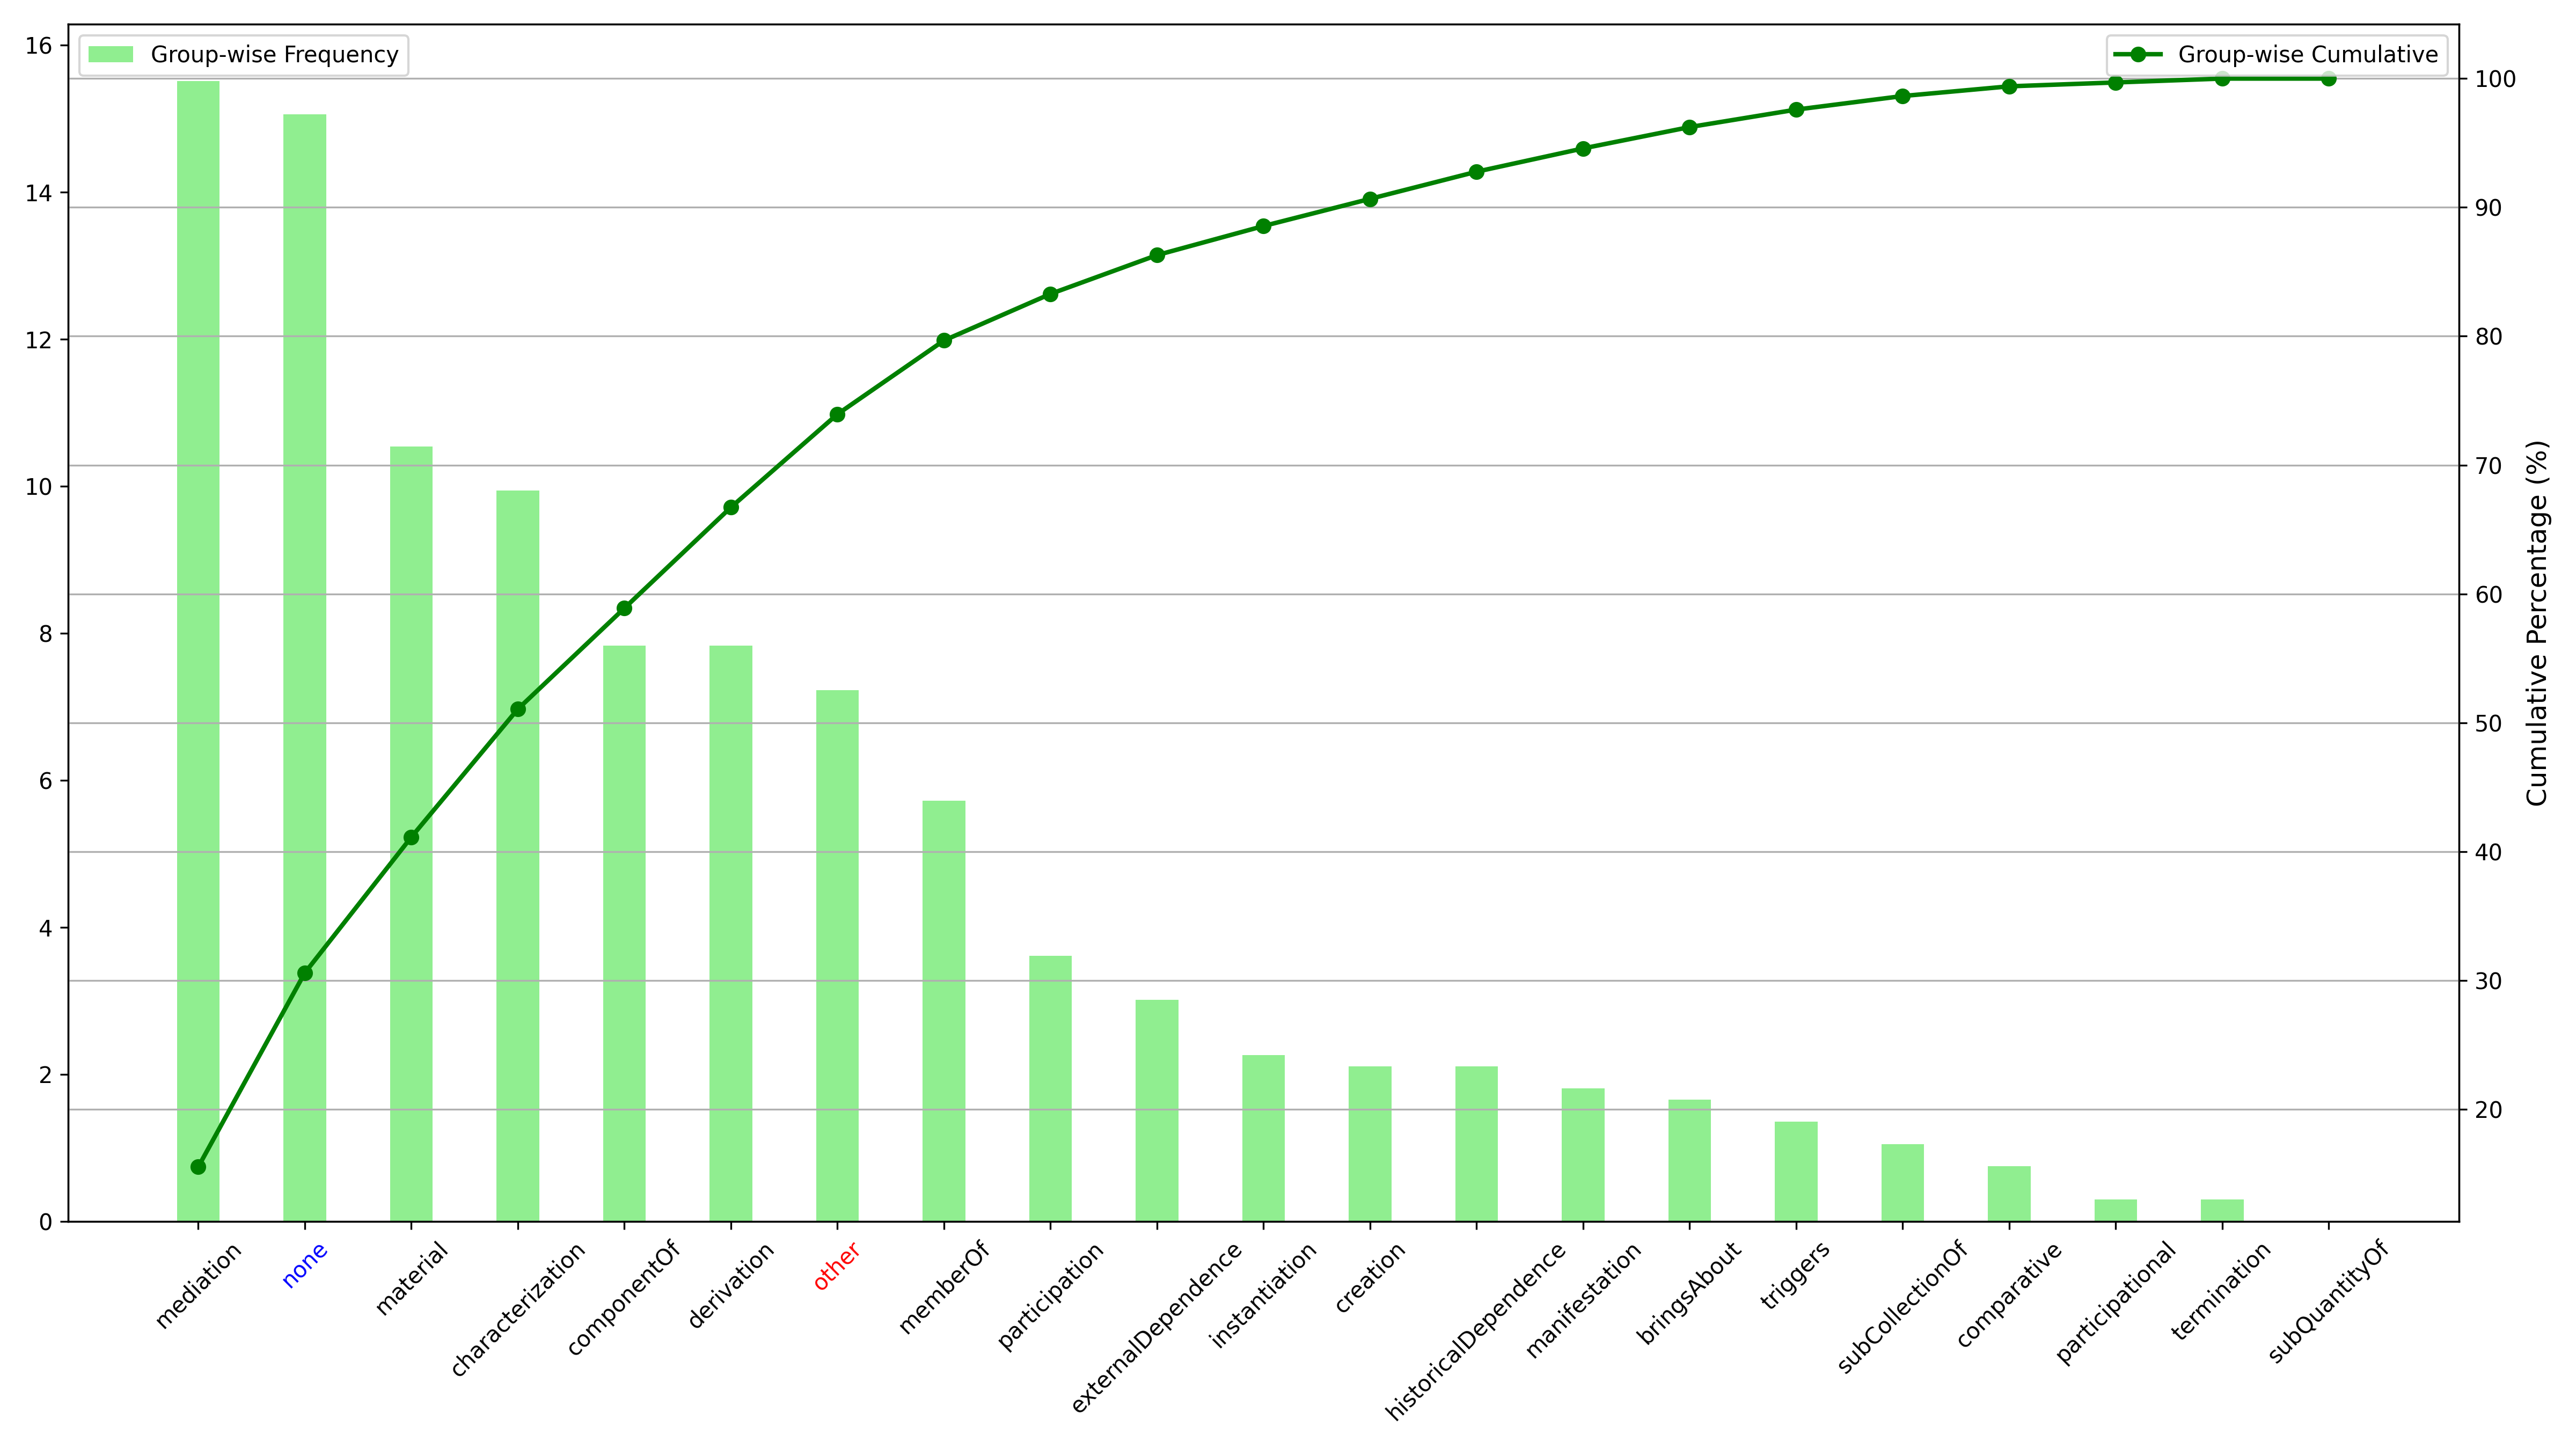 Group-wise Frequency
Group-wise Cumulative
16
14
12
10
8
6
4
2
0
100
90
80
70
60
50
40
30
20
Cumulative Percentage (%)
mediation
none
material
characterization
componentOf
derivation
other
memberOf
participation
externalDependence
instantiation
creation
historicalDependence
manifestation
bringsAbout
triggers
subCollectionOf
comparative
participational
termination
subQuantityOf